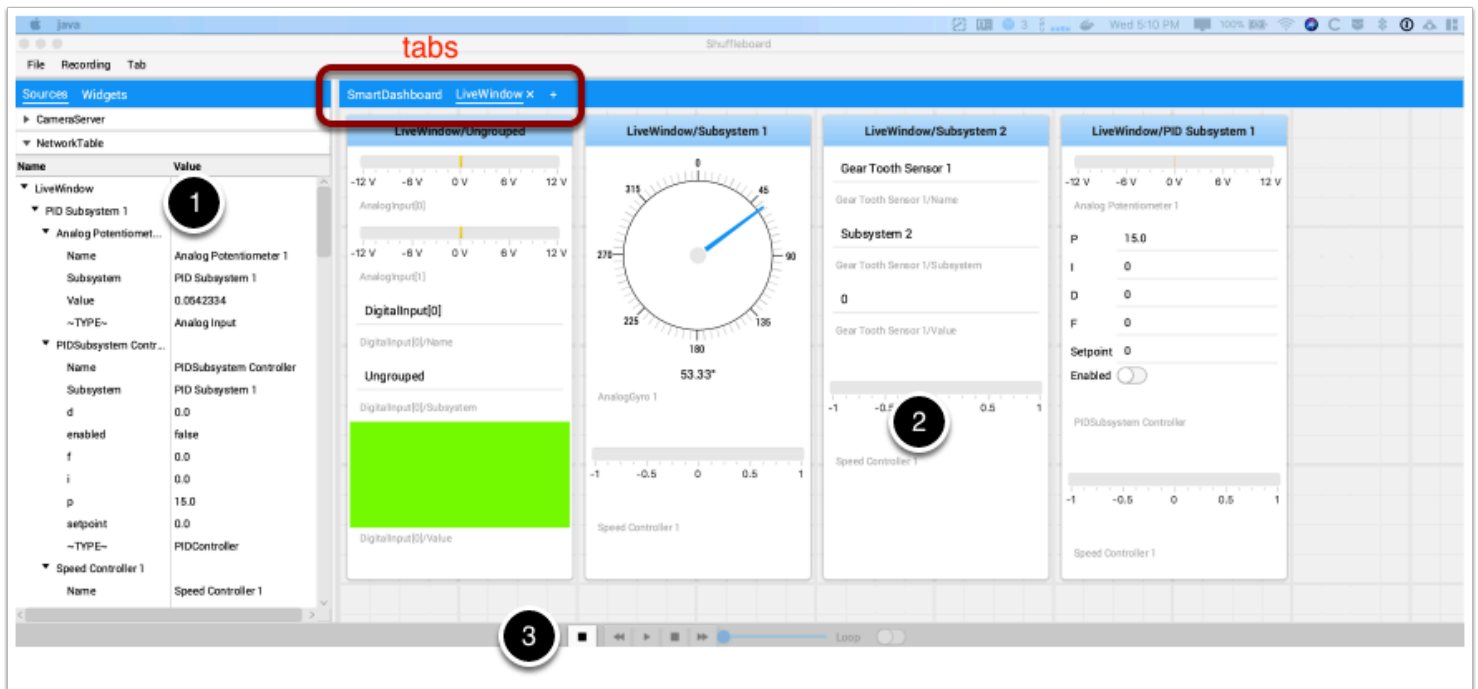 java
3
Wed 5:10 PM
100%
tabs
Shuffleboard
File Recording Tab
Sources Widgets
SmartDashboard LiveWindow × +
CameraServer
NetworkTable
Name Value
LiveWindow
PID Subsystem 1
Analog Potentiomet...
Name Analog Potentiometer 1
Subsystem PID Subsystem 1
Value 0.0542334
~TYPE~ Analog Input
PIDSubsystem Contr...
Name PIDSubsystem Controller
Subsystem PID Subsystem 1
d 0.0
enabled false
f 0.0
i 0.0
p 15.0
setpoint 0.0
~TYPE~ PIDController
Speed Controller 1
Name Speed Controller 1
1
LiveWindow/Ungrouped
-12 V -6 V 0 V 6 V 12 V
AnalogInput[0]
-12 V -6 V 0 V 6 V 12 V
AnalogInput[1]
DigitalInput[0]
DigitalInput[0]/Name
Ungrouped
DigitalInput[0]/Subsystem
DigitalInput[0]/Value
LiveWindow/Subsystem 1
0
315 45
270 90
225 135
180
53.33°
AnalogGyro 1
-1 -0.5 0 0.5 1
Speed Controller 1
LiveWindow/Subsystem 2
Gear Tooth Sensor 1
Gear Tooth Sensor 1/Name
Subsystem 2
Gear Tooth Sensor 1/Subsystem
0
Gear Tooth Sensor 1/Value
-1 0.5 1
2
Speed Controller 1
LiveWindow/PID Subsystem 1
-12 V -6 V 0 V 6 V 12 V
Analog Potentiometer 1
P 15.0
I 0
D 0
F 0
Setpoint 0
Enabled
PIDSubsystem Controller
-1 -0.5 0 0.5 1
Speed Controller 1
3
Loop